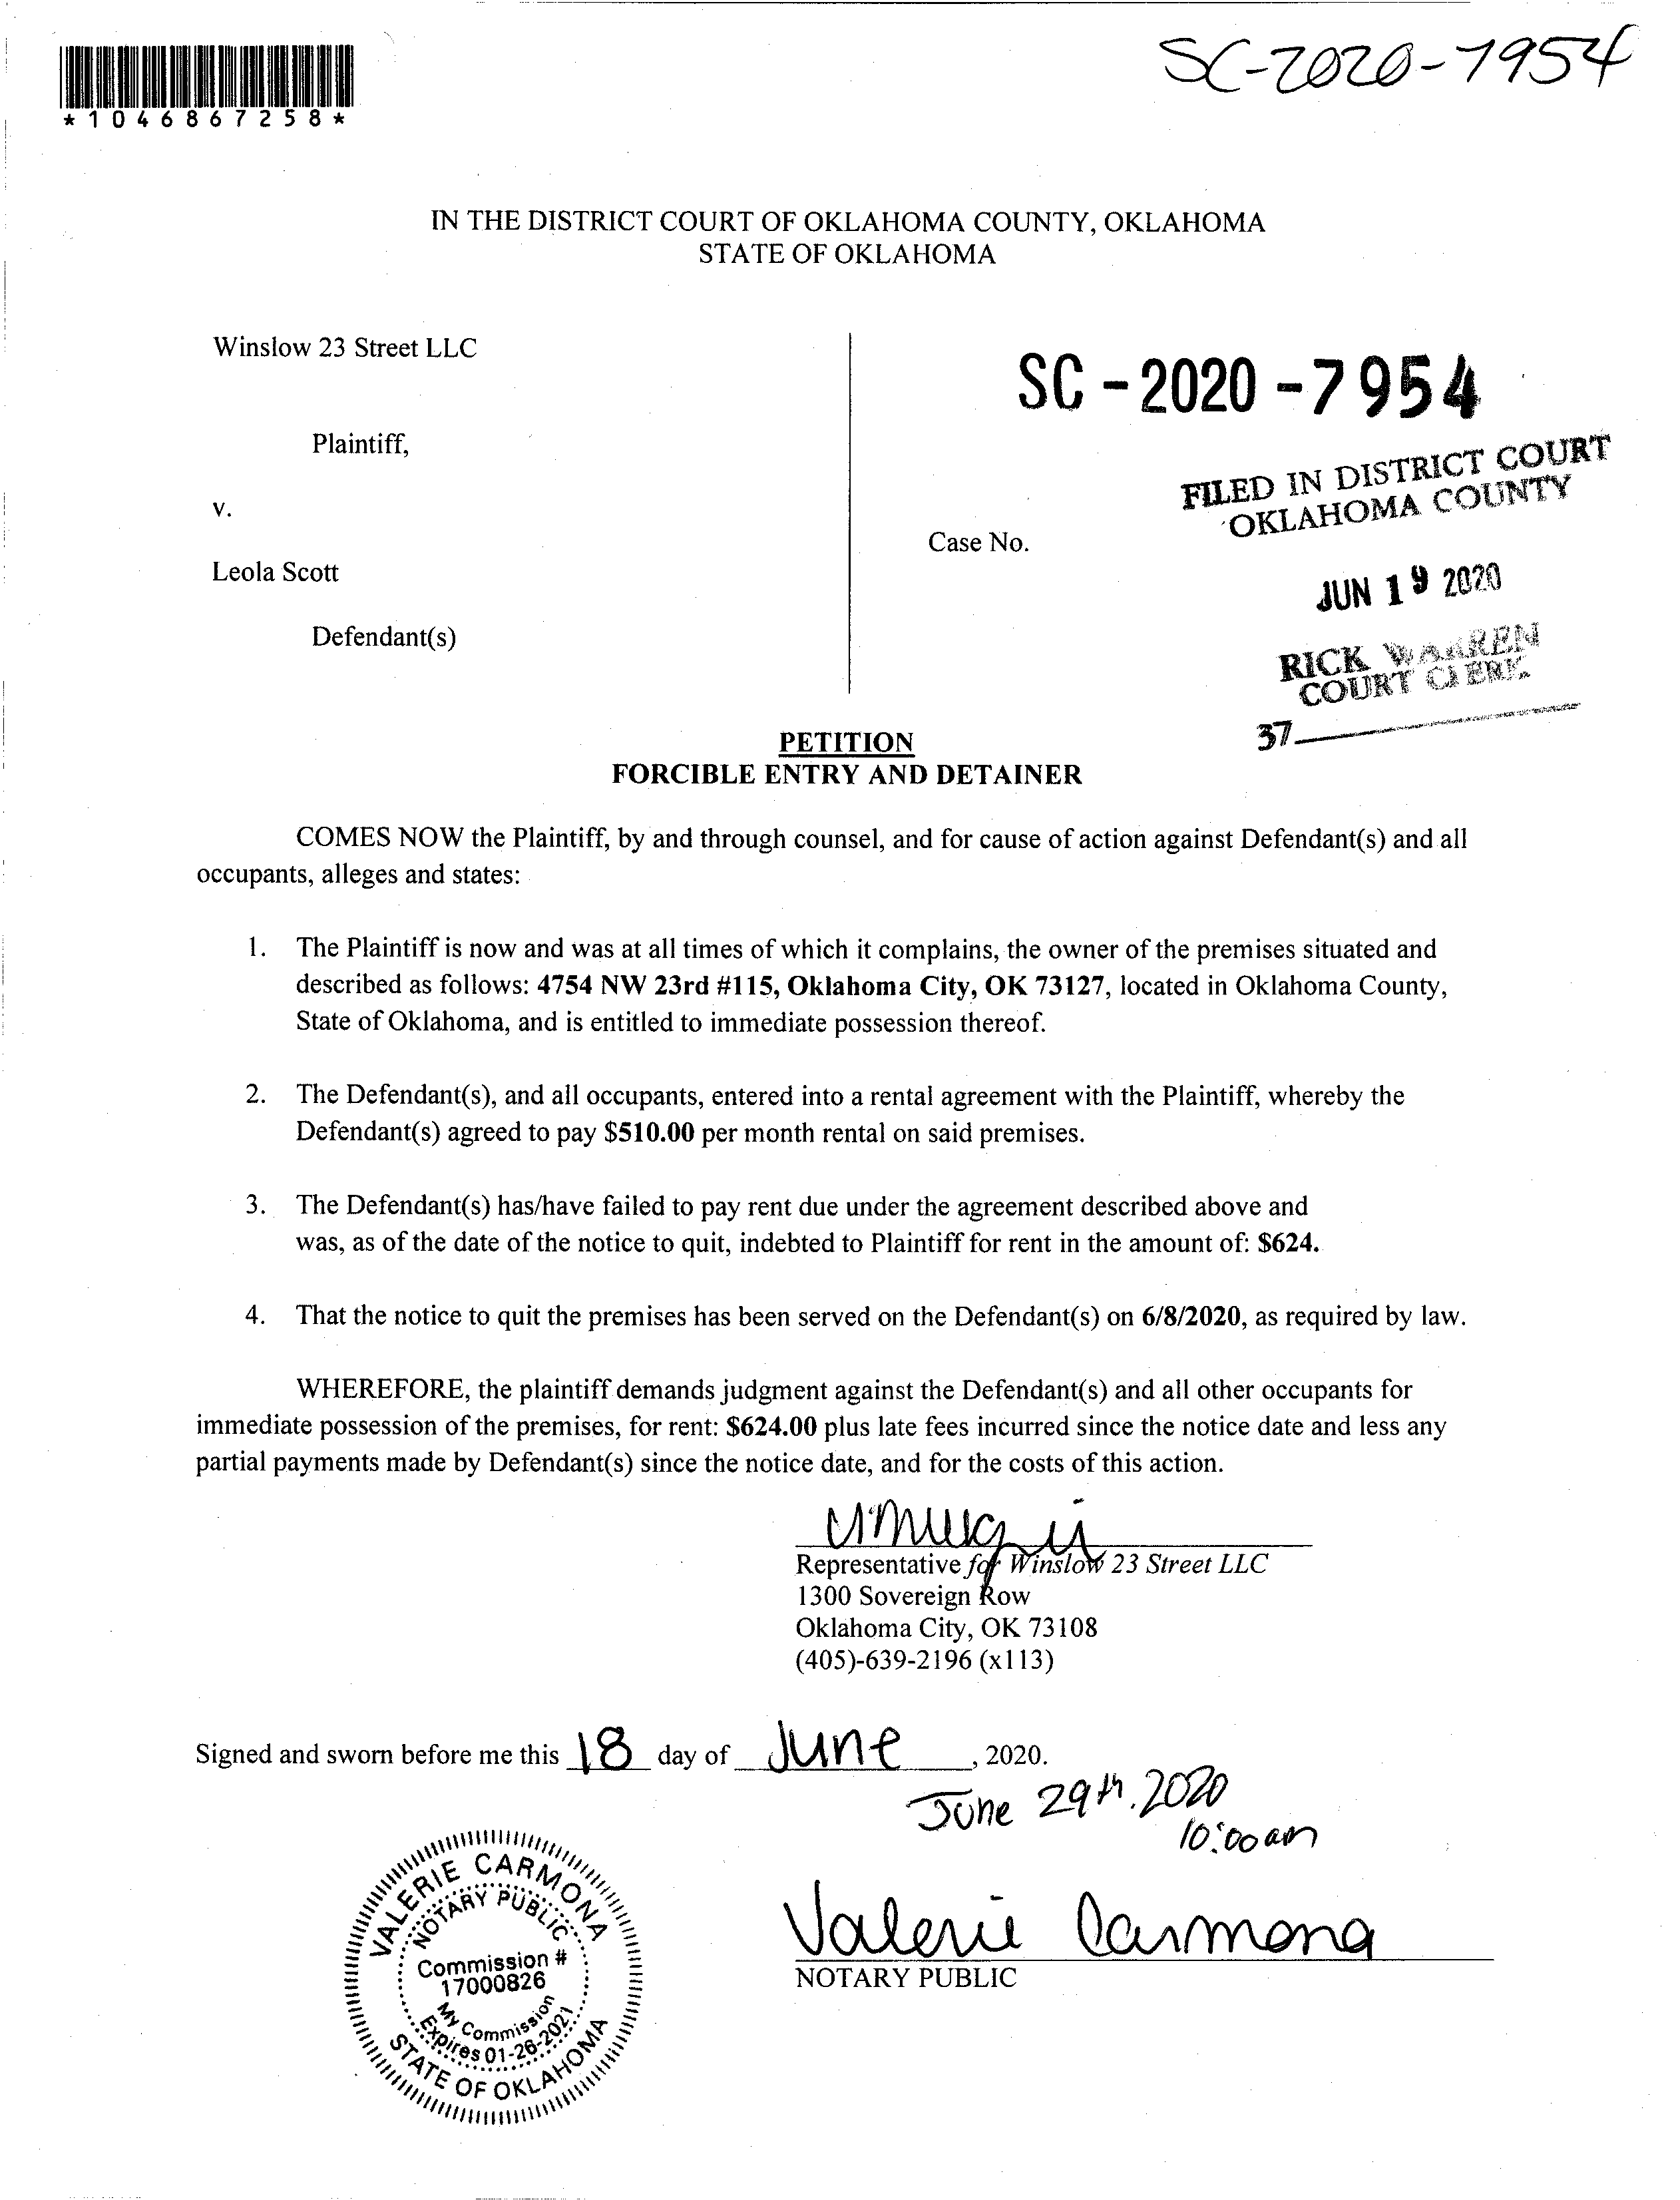 SC-2020-7954
*1046867258*
IN THE DISTRICT COURT OF OKLAHOMA COUNTY, OKLAHOMA
STATE OF OKLAHOMA
Winslow 23 Street LLC
SC-2020-7954
Plaintiff,
FILED IN DISTRICT COURT
OKLAHOMA COUNTY
v.
Case No.
Leola Scott
JUN 19 2020
Defendant(s)
RICK WARREN
COURT CLERK
37
PETITION
FORCIBLE ENTRY AND DETAINER
COMES NOW the Plaintiff, by and through counsel, and for cause of action against Defendant(s) and all
occupants, alleges and states:
1. The Plaintiff is now and was at all times of which it complains, the owner of the premises situated and
described as follows: 4754 NW 23rd #115, Oklahoma City, OK 73127, located in Oklahoma County,
State of Oklahoma, and is entitled to immediate possession thereof.
2. The Defendant(s), and all occupants, entered into a rental agreement with the Plaintiff, whereby the
Defendant(s) agreed to pay $510.00 per month rental on said premises.
3. The Defendant(s) has/have failed to pay rent due under the agreement described above and
was, as of the date of the notice to quit, indebted to Plaintiff for rent in the amount of: $624.
4. That the notice to quit the premises has been served on the Defendant(s) on 6/8/2020, as required by law.
WHEREFORE, the plaintiff demands judgment against the Defendant(s) and all other occupants for
immediate possession of the premises, for rent: $624.00 plus late fees incurred since the notice date and less any
partial payments made by Defendant(s) since the notice date, and for the costs of this action.
Representative for Winslow 23 Street LLC
1300 Sovereign Row
Oklahoma City, OK 73108
(405)-639-2196 (x113)
Signed and sworn before me this 18 day of June, 2020.
June 29th, 2020
10:00am
VALERIE CARMONA
NOTARY PUBLIC
Commission #
17000826
My Commission
Expires 01-26-2021
STATE OF OKLAHOMA
Valerie Carmona
NOTARY PUBLIC